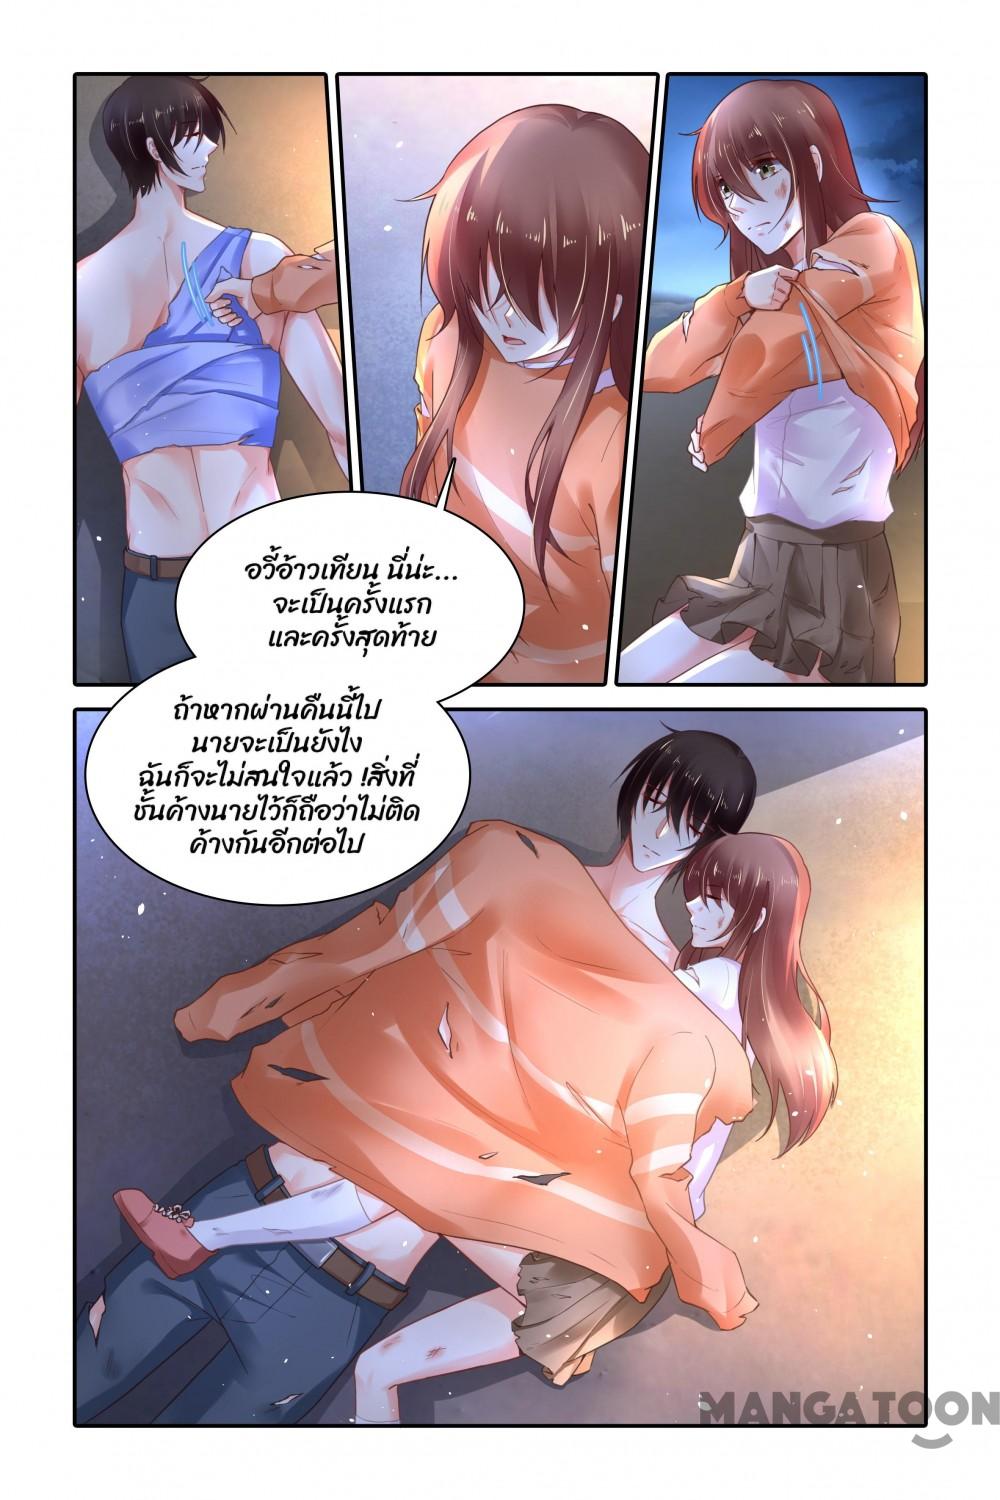 อวี้อ้าวเทียน นี่น่ะ...
จะเป็นครั้งแรก
และครั้งสุดท้าย
ถ้าหากผ่านคืนนี้ไป
นายจะเป็นยังไง
ฉันก็จะไม่สนใจแล้ว !สิ่งที่
ชั้นค้างนายไว้ก็ถือว่าไม่ติด
ค้างกันอีกต่อไป
MANGATOON